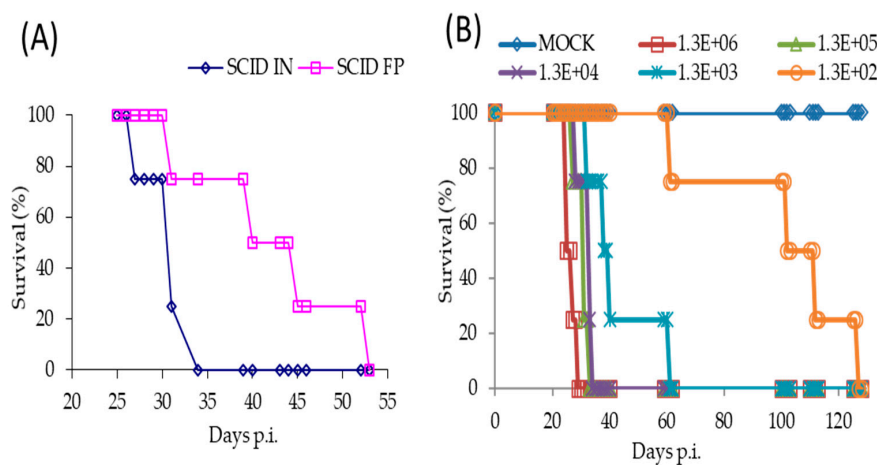 (A)
SCID IN SCID FP
100
80
60
40
20
0
Survival (%)
20 25 30 35 40 45 50 55
Days p.i.
(B)
MOCK 1.3E+06 1.3E+05
1.3E+04 1.3E+03 1.3E+02
100
80
60
40
20
0
Survival (%)
0 20 40 60 80 100 120
Days p.i.